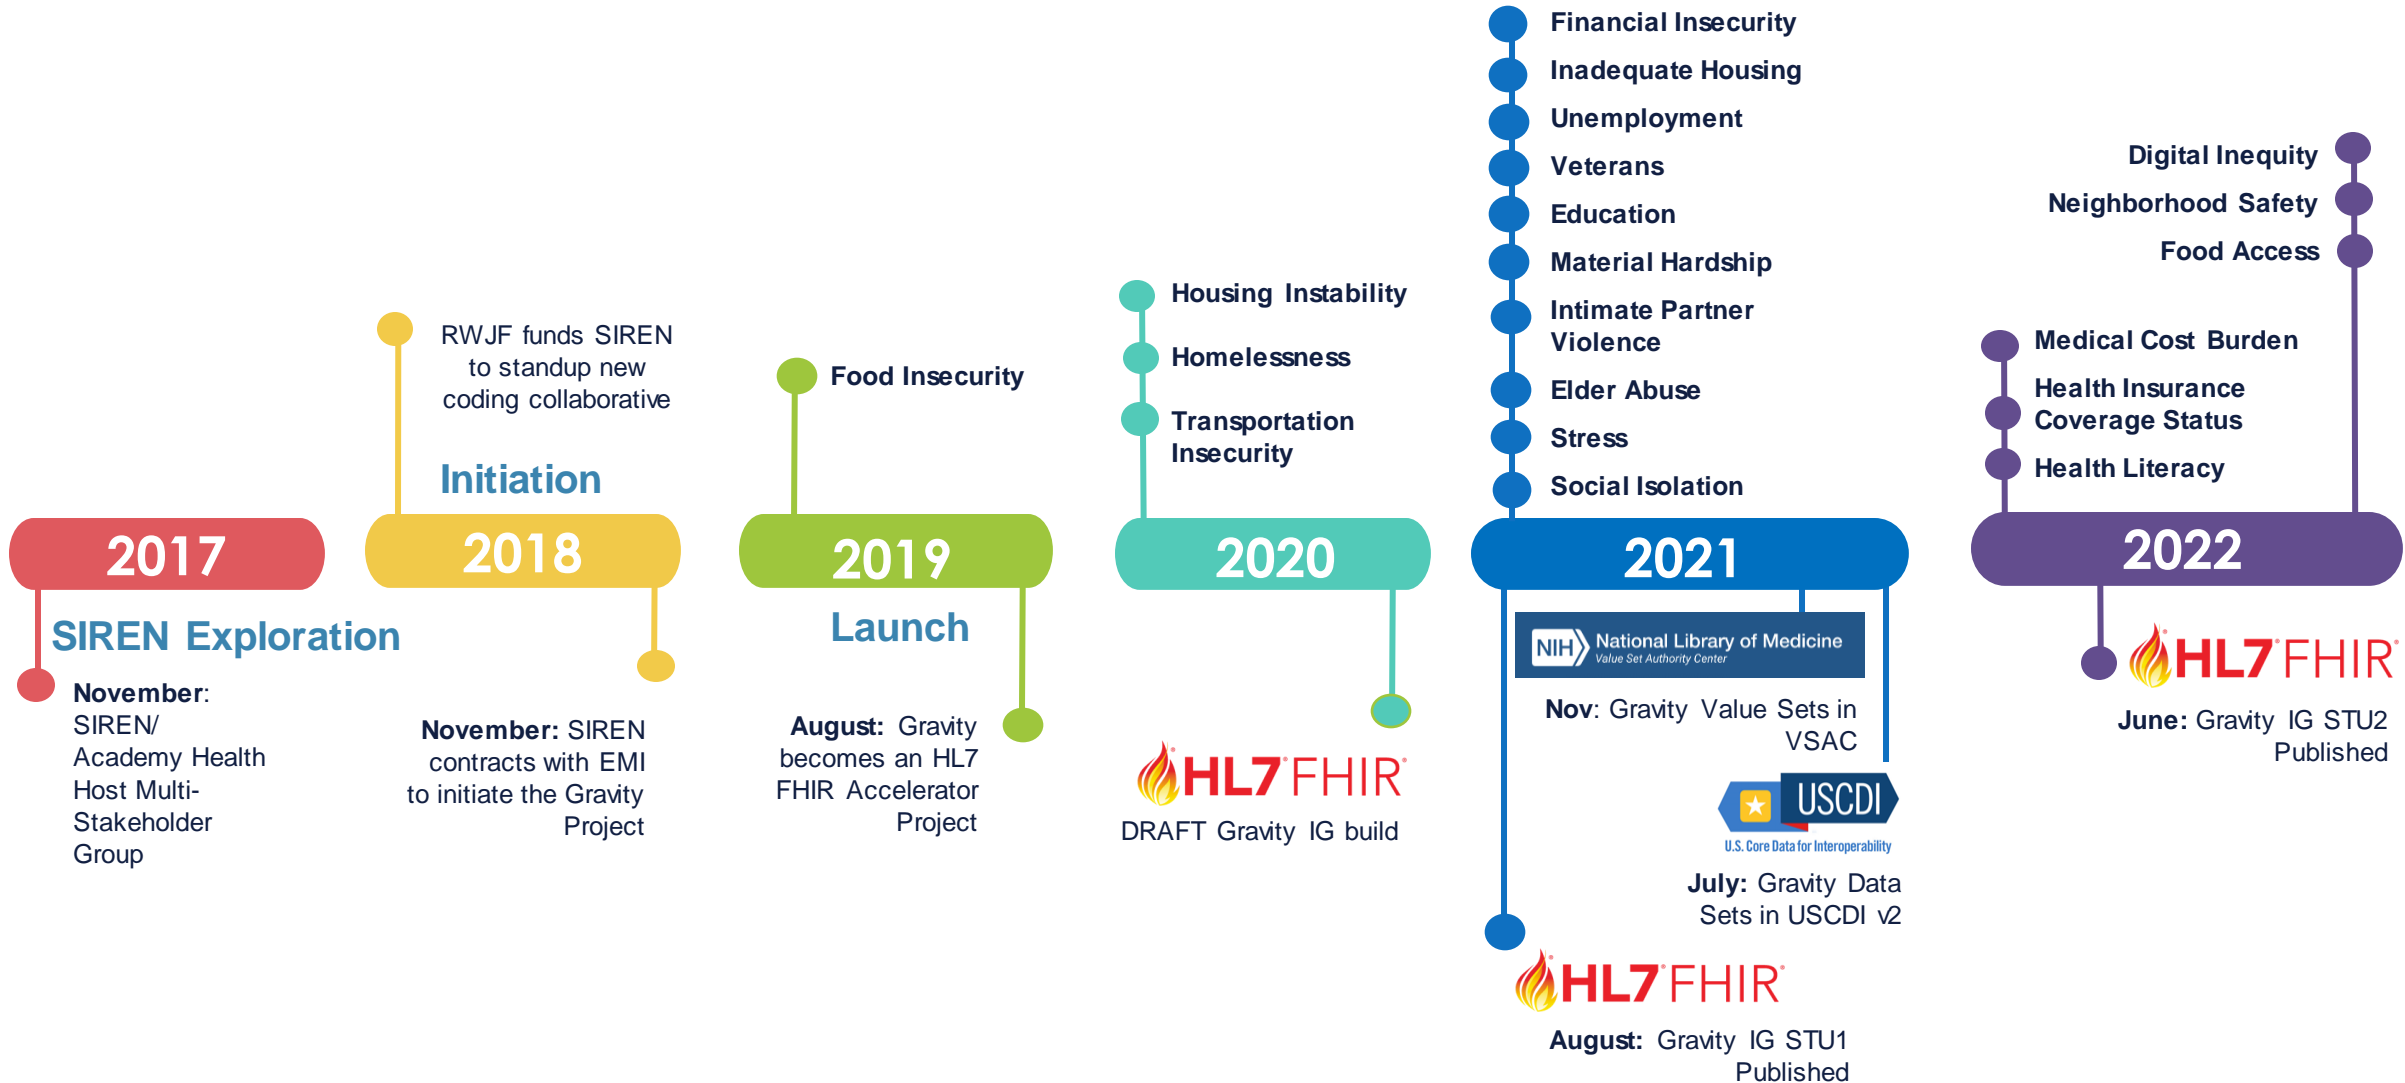 2017
SIREN Exploration
November:
SIREN/
Academy Health
Host Multi-
Stakeholder
Group
RWJF funds SIREN
to standup new
coding collaborative
Initiation
2018
November: SIREN
contracts with EMI
to initiate the Gravity
Project
Food Insecurity
2019
Launch
August: Gravity
becomes an HL7
FHIR Accelerator
Project
Housing Instability
Homelessness
Transportation
Insecurity
2020
HL7 FHIR
DRAFT Gravity IG build
Financial Insecurity
Inadequate Housing
Unemployment
Veterans
Education
Material Hardship
Intimate Partner
Violence
Elder Abuse
Stress
Social Isolation
2021
NIH National Library of Medicine
Value Set Authority Center
Nov: Gravity Value Sets in
VSAC
USCDI
U.S. Core Data for Interoperability
July: Gravity Data
Sets in USCDI v2
HL7 FHIR
August: Gravity IG STU1
Published
Digital Inequity
Neighborhood Safety
Food Access
Medical Cost Burden
Health Insurance
Coverage Status
Health Literacy
2022
HL7 FHIR
June: Gravity IG STU2
Published